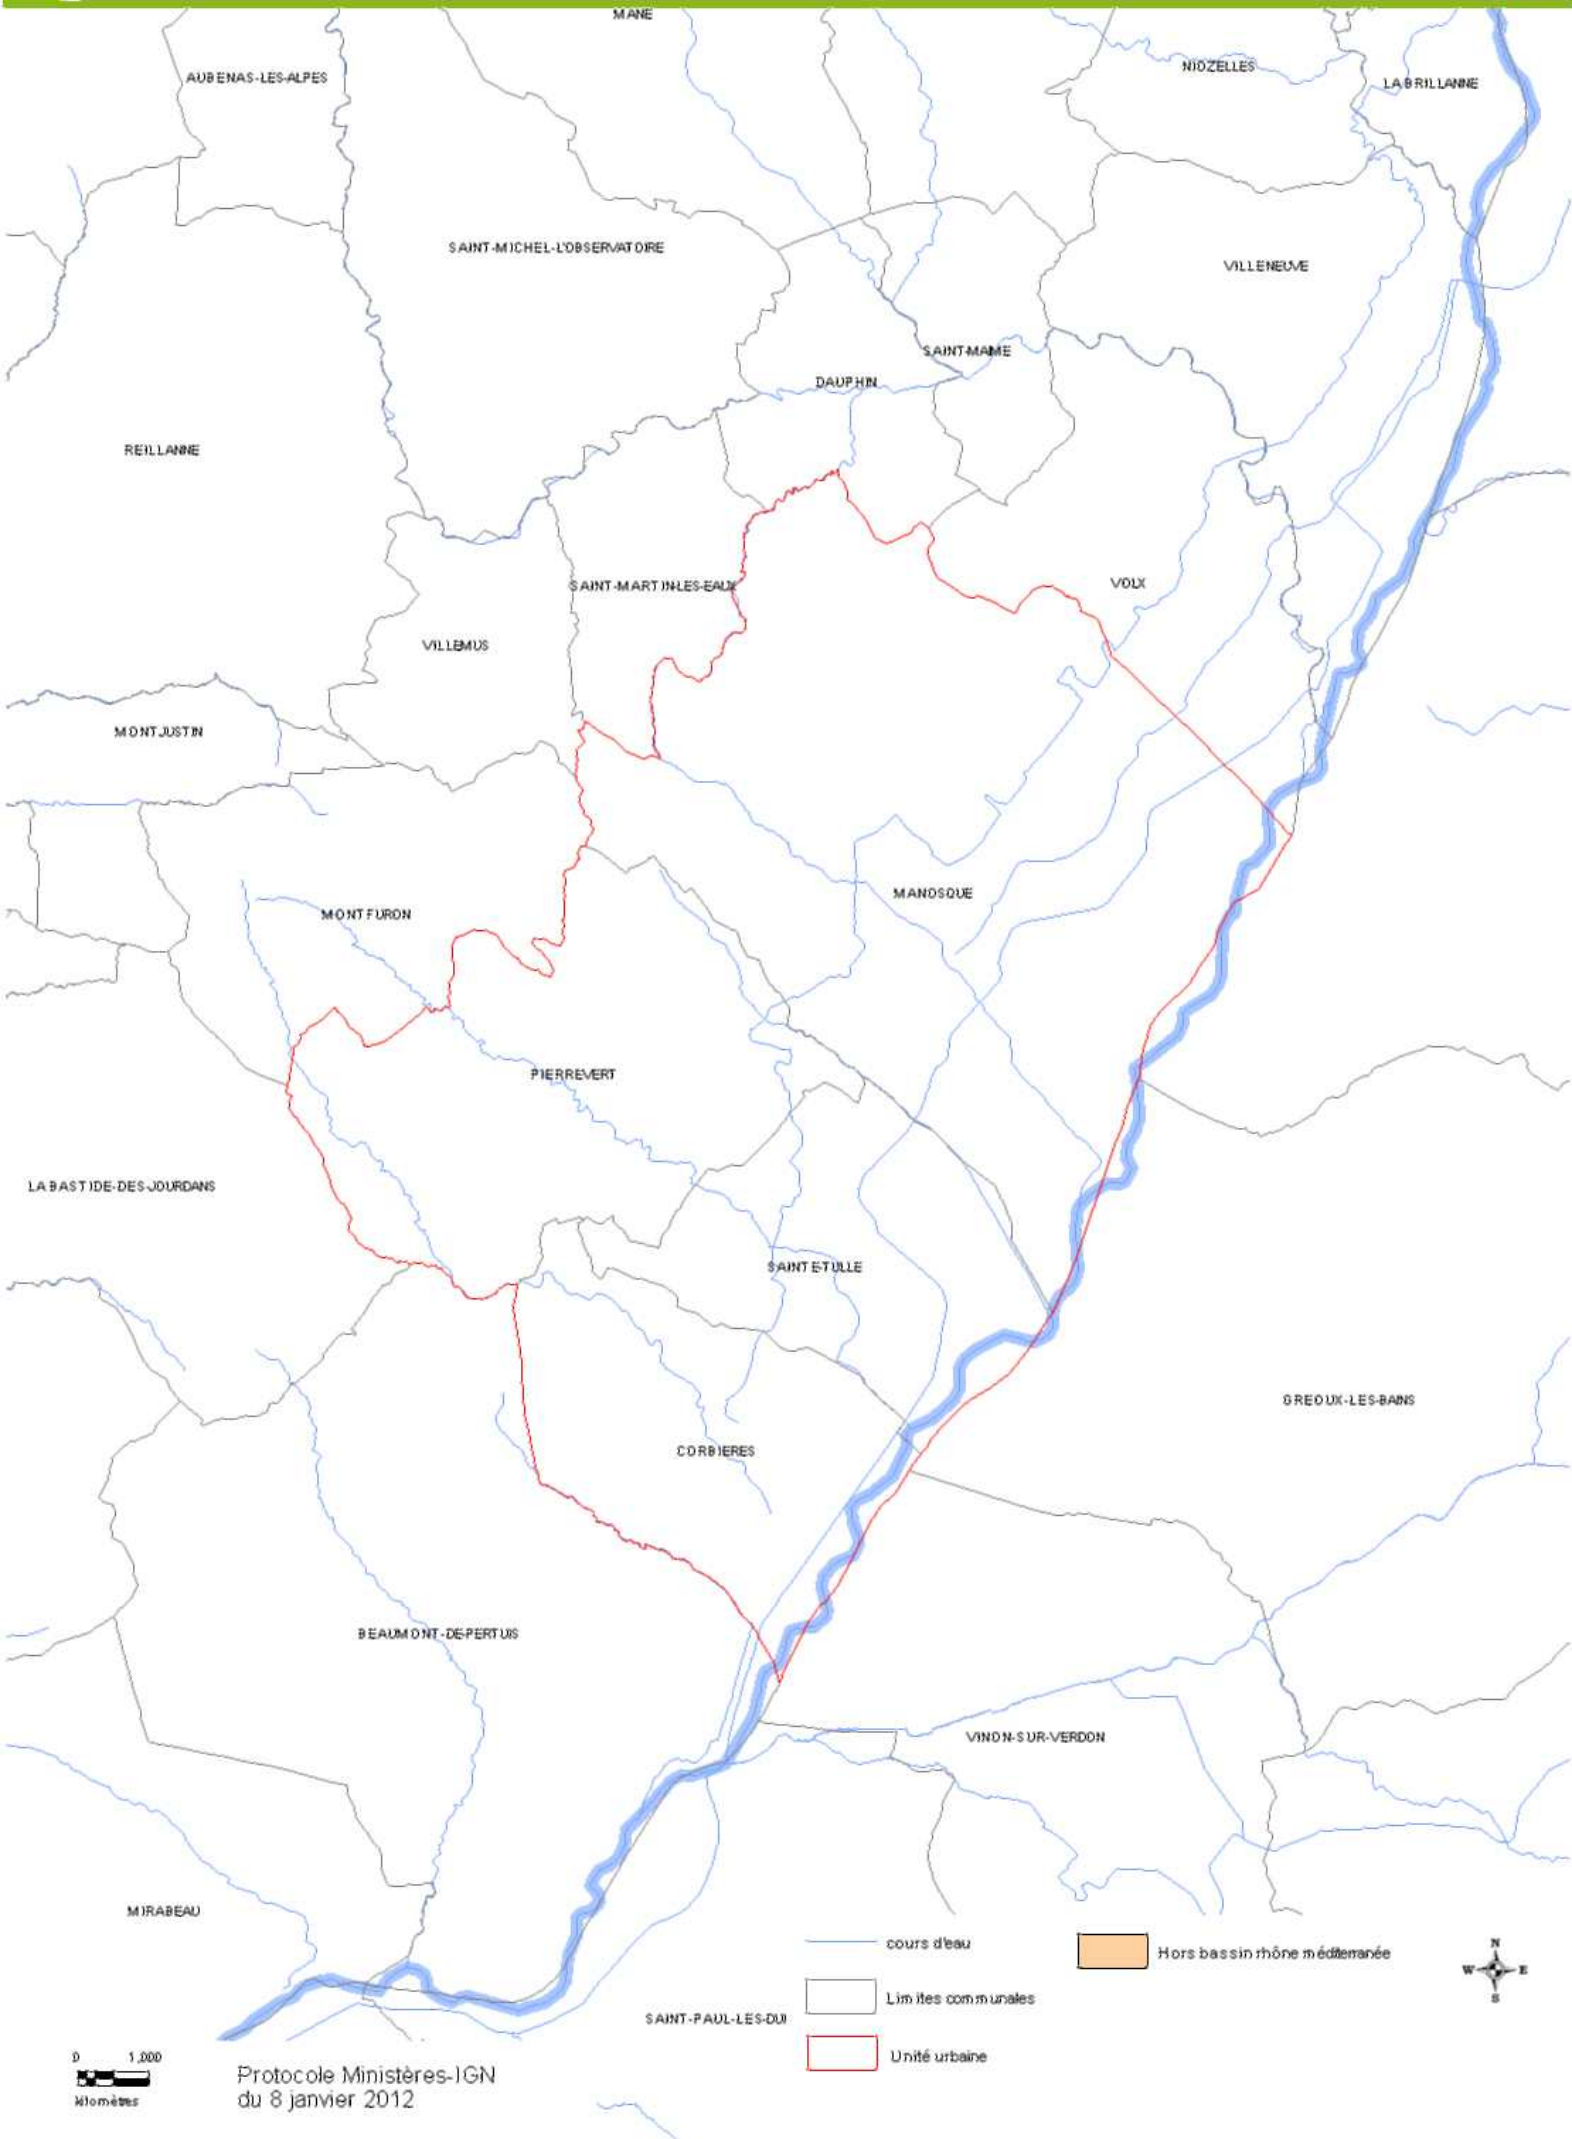 MANE
NIOZELLES
AUBENAS-LES-ALPES
LA BRILLANNE
SAINT-MICHEL-L'OBSERVATOIRE
VILLENEUVE
SAINT-MAIME
DAUPHIN
REILLANNE
VOLX
SAINT-MARTIN-LES-EAUX
VILLEMUS
MONTJUSTIN
MANOSQUE
MONTFURON
PIERREVERT
LA BASTIDE-DES-JOURDANS
SAINTE-TULLE
GREOUX-LES-BAINS
CORBIERES
BEAUMONT-DE-PERTUIS
VINON-SUR-VERDON
MIRABEAU
cours d'eau
Hors bassin rhône méditerranée
N
W E
S
Limites communales
SAINT-PAUL-LES-DU
Unité urbaine
0 1,000
kilomètres
Protocole Ministères-IGN
du 8 janvier 2012